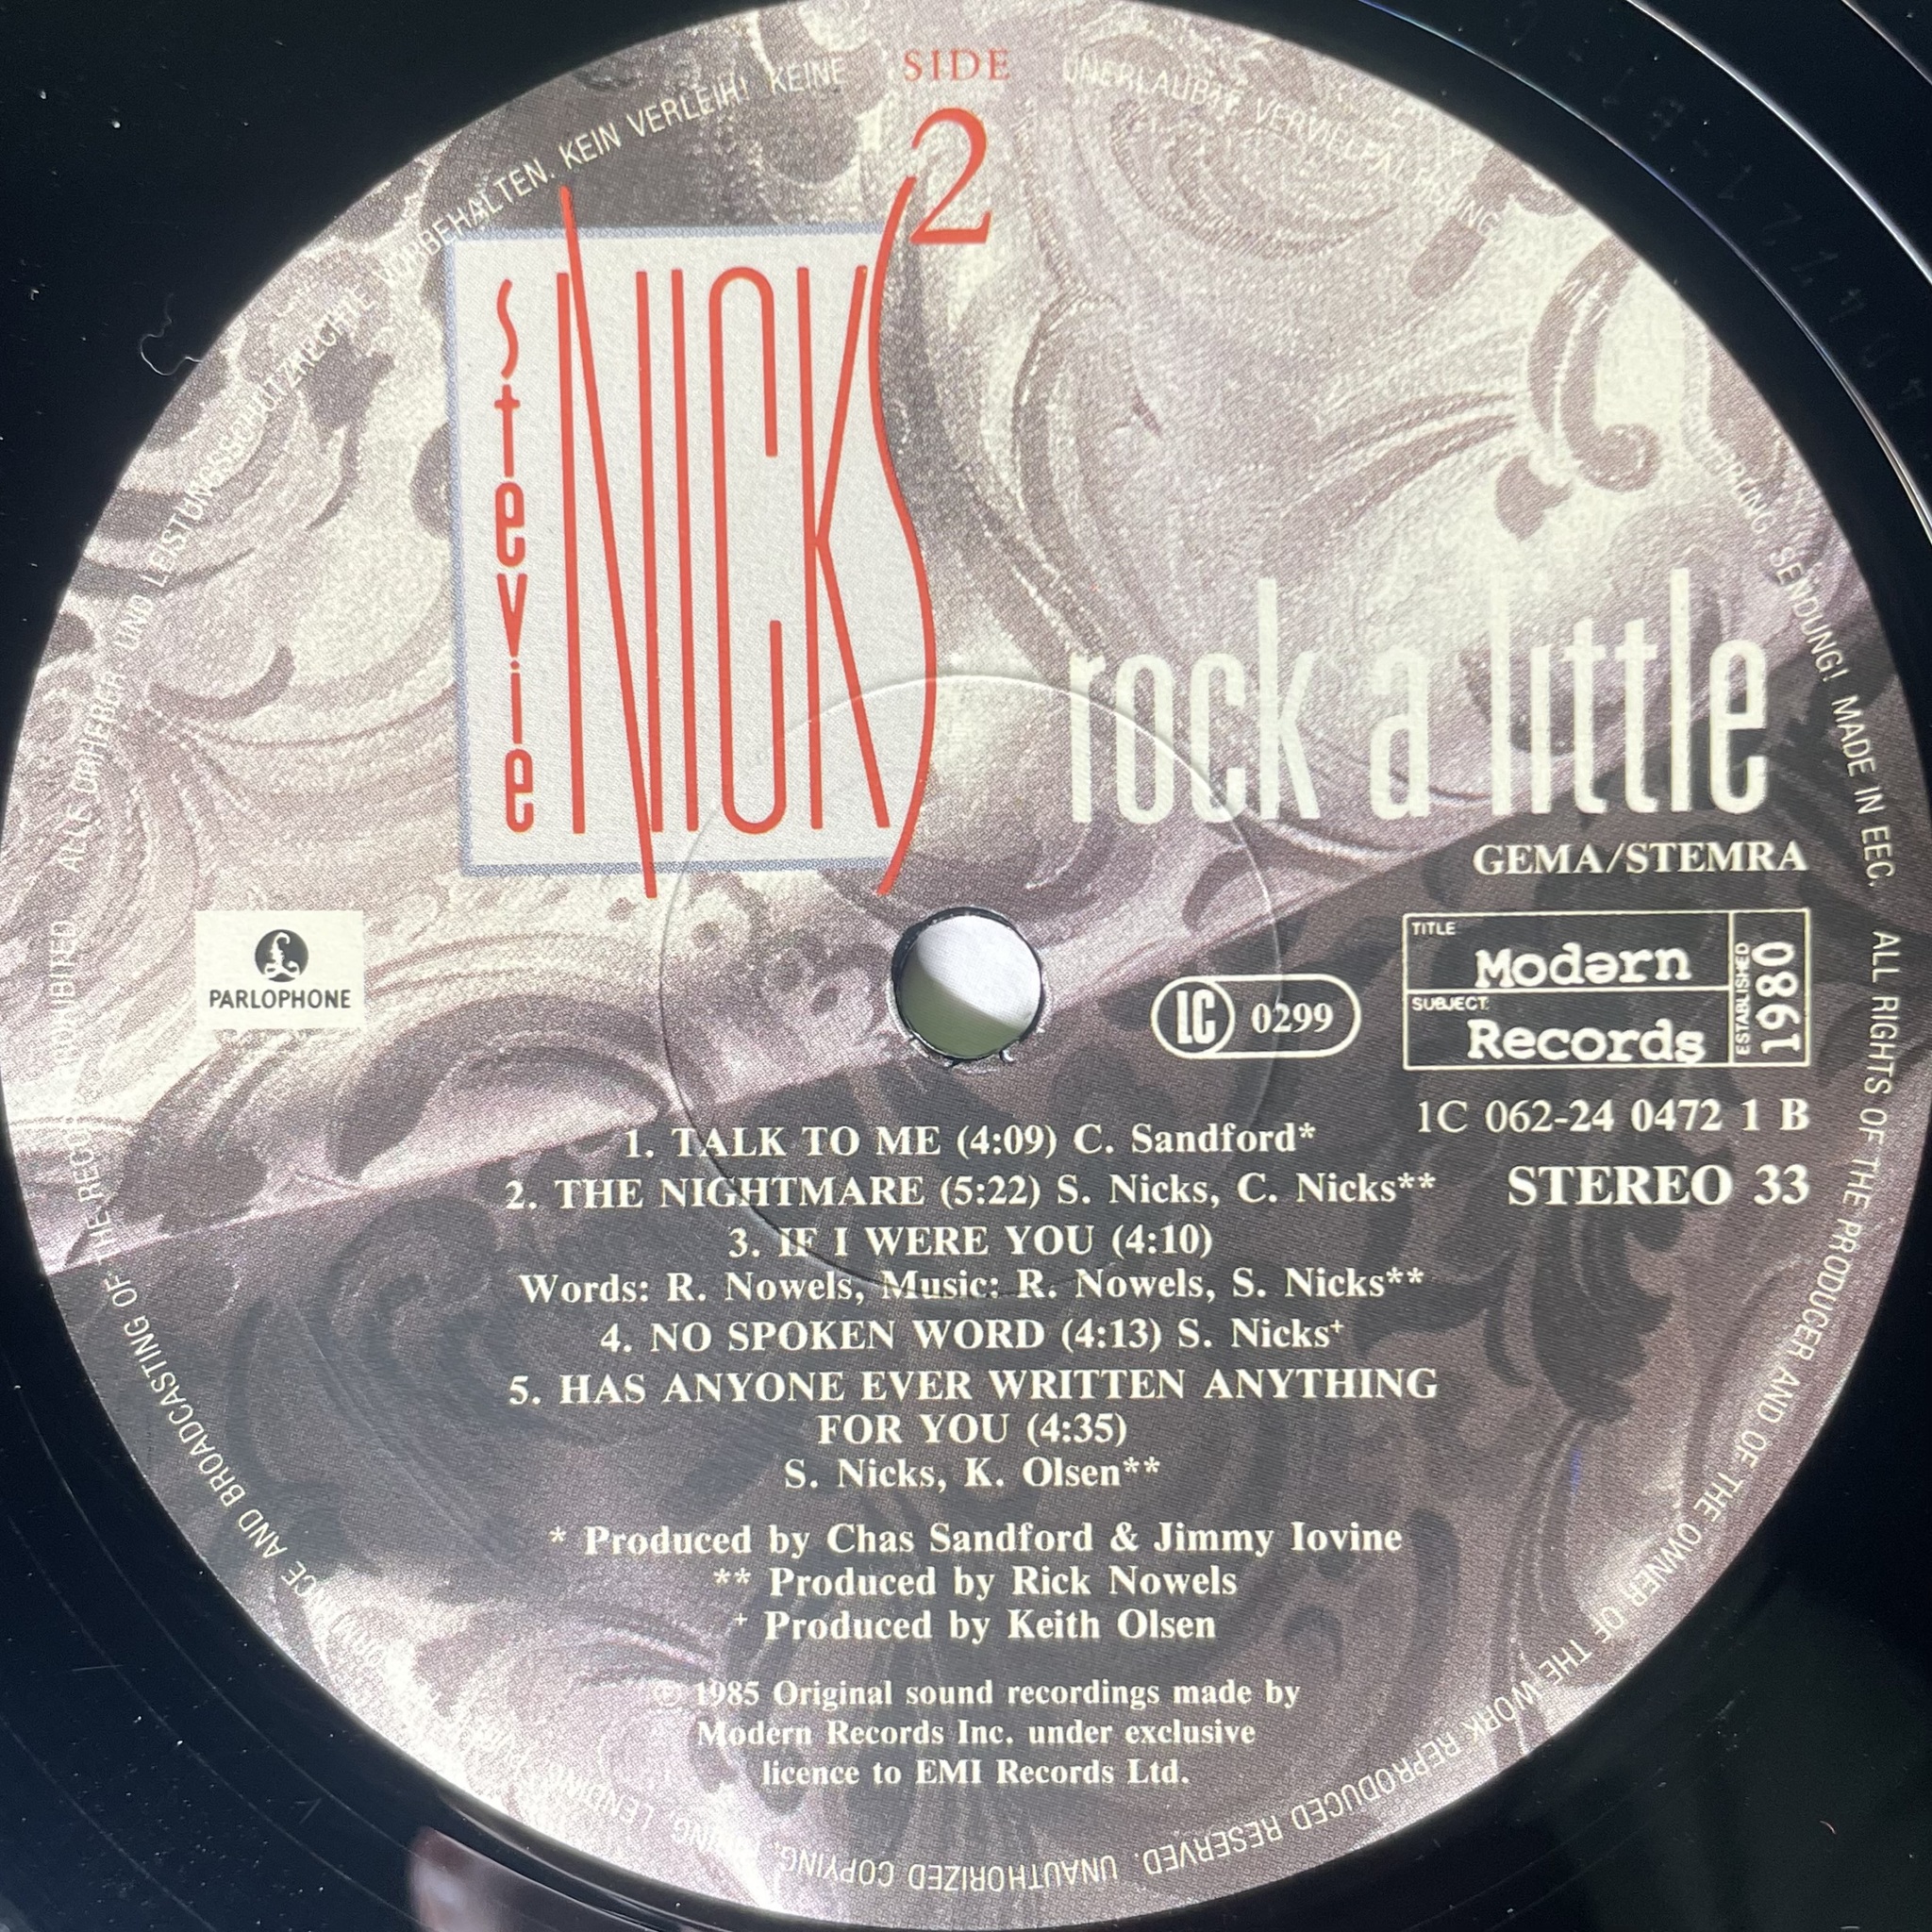 SIDE
2
stevie
NICKS
rock a little
GEMA/STEMRA
PARLOPHONE
LC 0299
TITLE
Modern
SUBJECT:
Records
ESTABLISHED
1980
1C 062-24 0472 1 B
STEREO 33
1. TALK TO ME (4:09) C. Sandford*
2. THE NIGHTMARE (5:22) S. Nicks, C. Nicks**
3. IF I WERE YOU (4:10)
Words: R. Nowels, Music: R. Nowels, S. Nicks**
4. NO SPOKEN WORD (4:13) S. Nicks⁺
5. HAS ANYONE EVER WRITTEN ANYTHING
FOR YOU (4:35)
S. Nicks, K. Olsen**
* Produced by Chas Sandford & Jimmy Iovine
** Produced by Rick Nowels
⁺ Produced by Keith Olsen
℗ 1985 Original sound recordings made by
Modern Records Inc. under exclusive
licence to EMI Records Ltd.
ALLE URHEBER- UND LEISTUNGSSCHUTZRECHTE VORBEHALTEN. KEIN VERLEIH! KEINE UNERLAUBTE SENDUNG! MADE IN EEC.
ALL RIGHTS OF THE PRODUCER AND OF THE OWNER OF THE WORK REPRODUCED RESERVED. UNAUTHORIZED COPYING, LENDING, AND BROADCASTING OF THE RECORD PROHIBITED